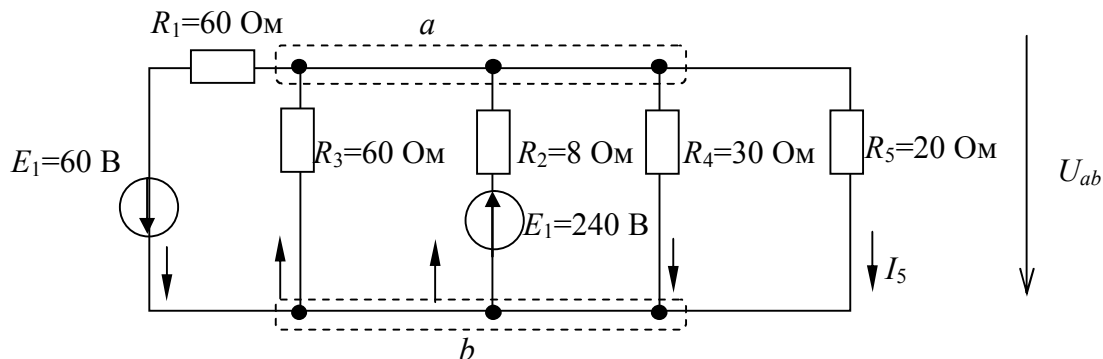 R₁=60 Ом
a
E₁=60 В
R₃=60 Ом
R₂=8 Ом
R₄=30 Ом
R₅=20 Ом
Uab
E₁=240 В
I₅
b